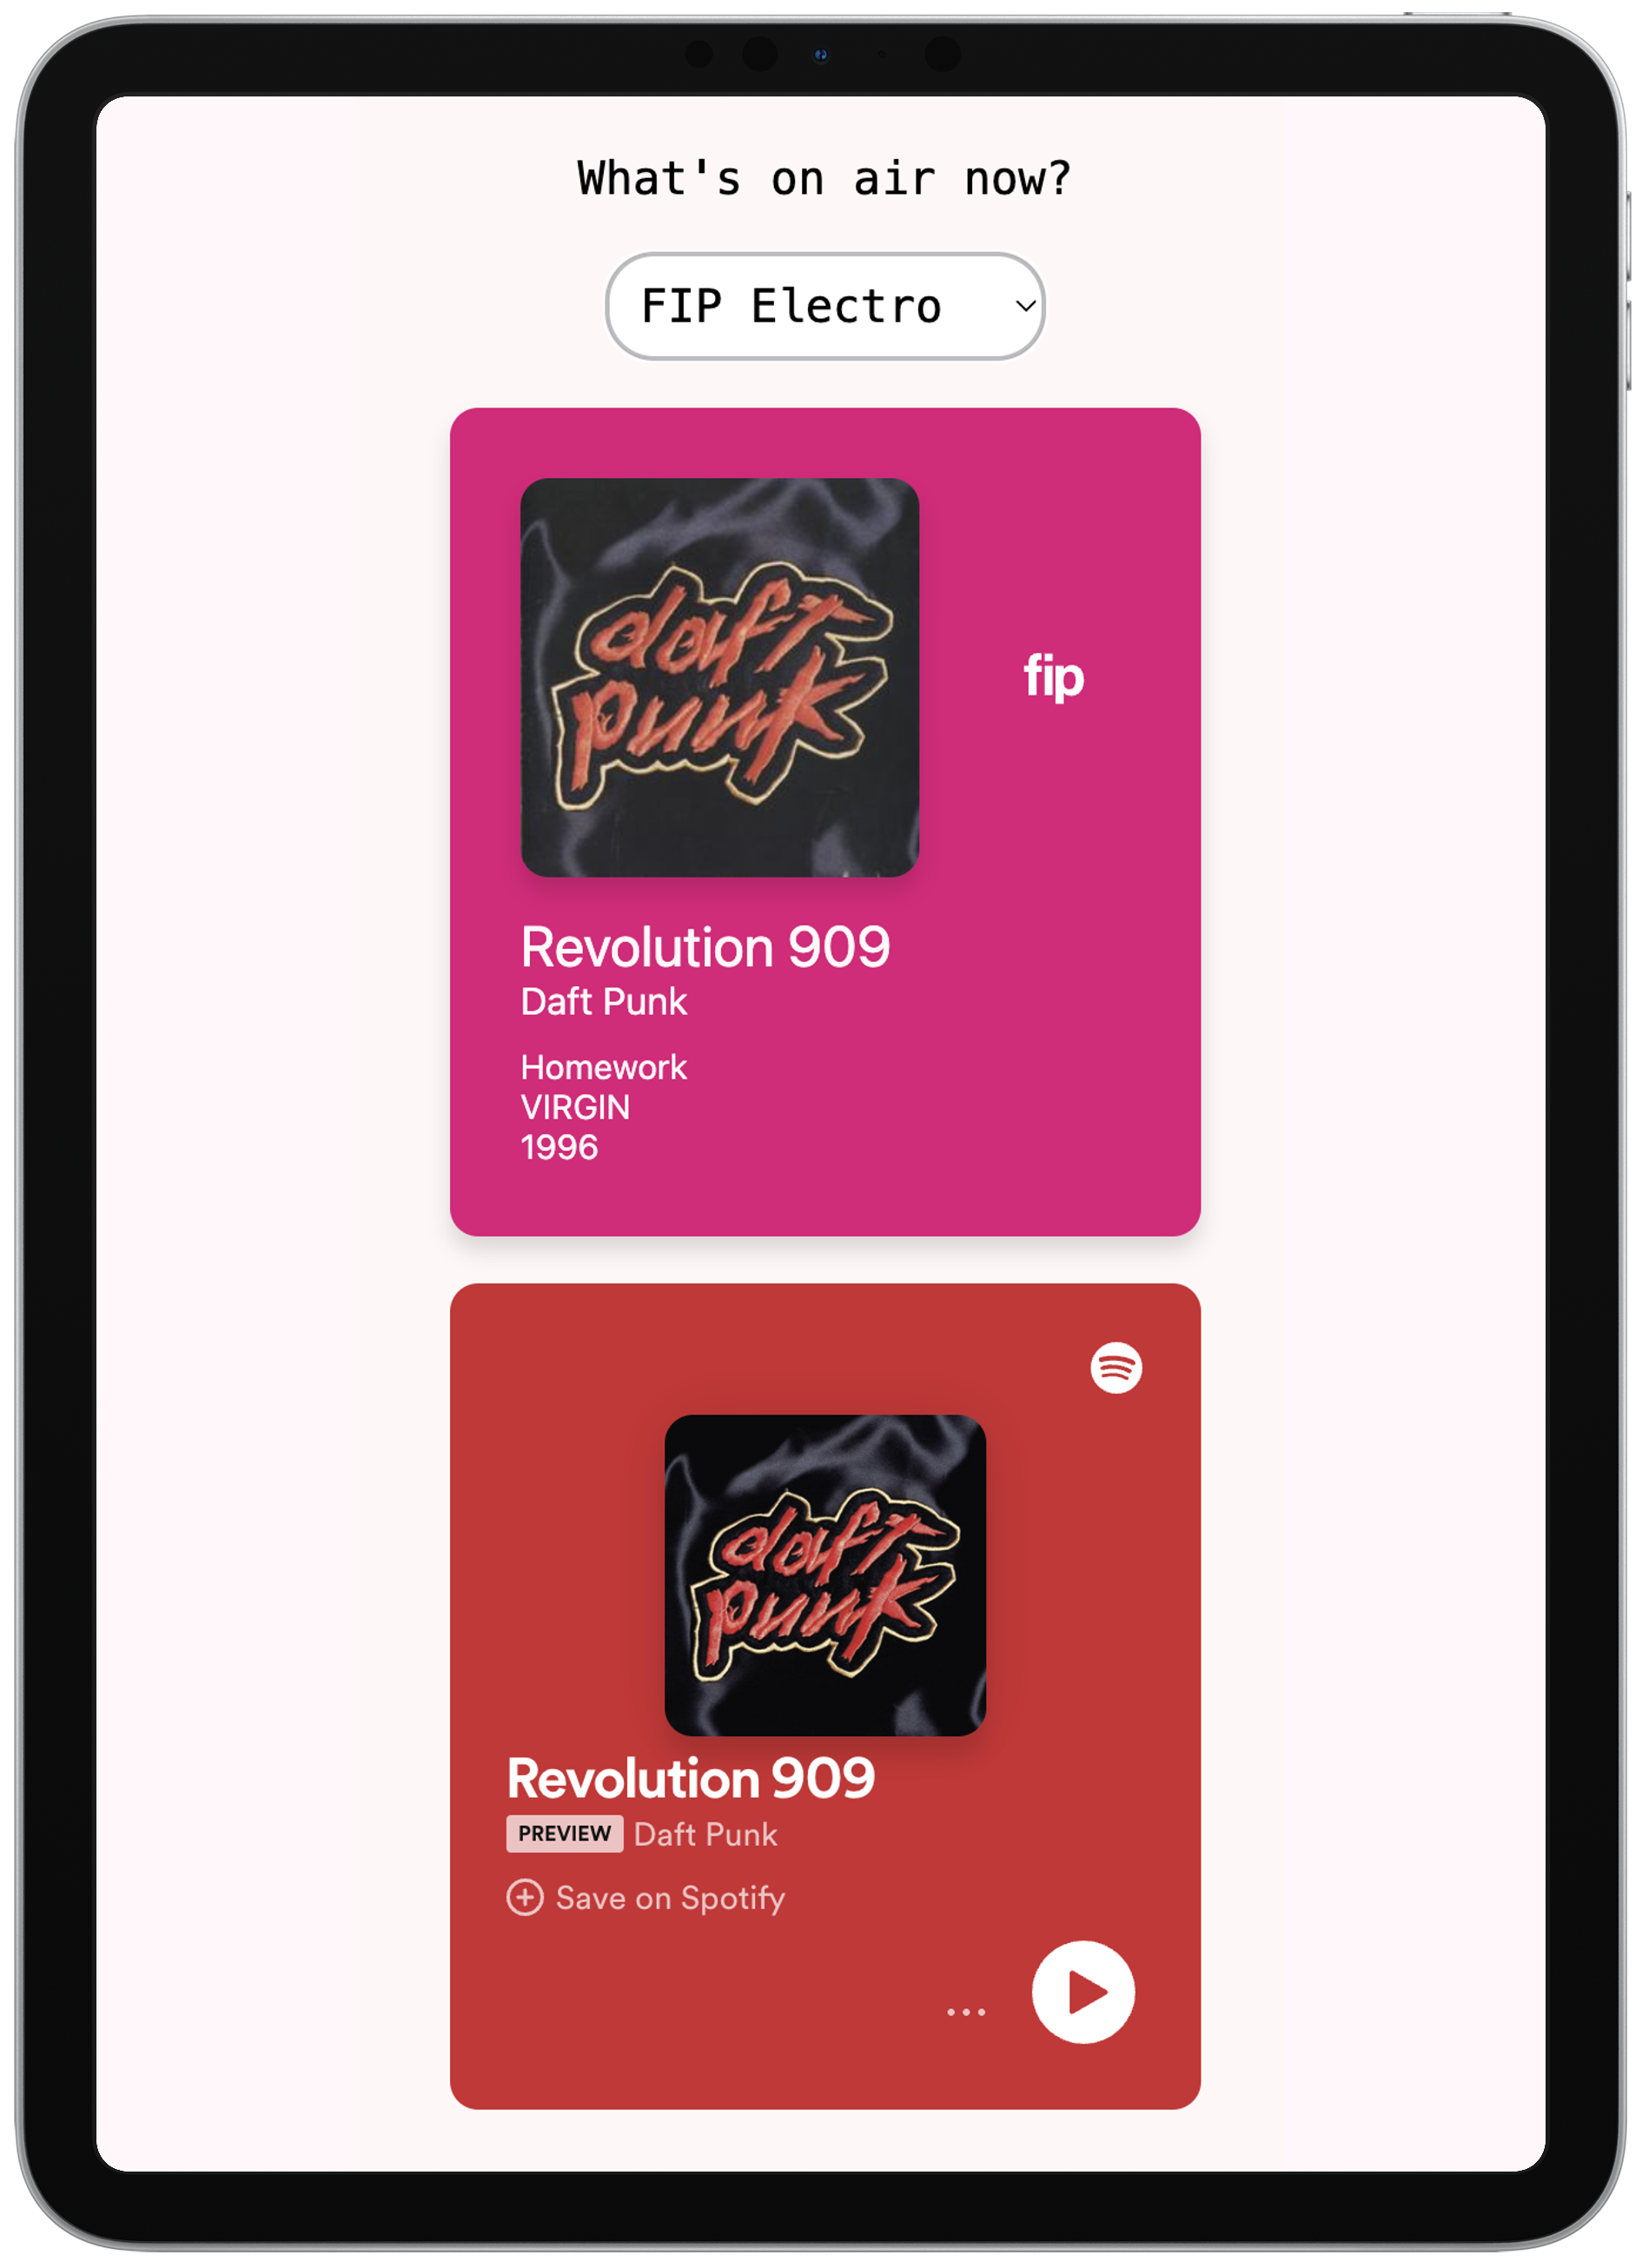 What's on air now?
FIP Electro
daft
punk
fip
Revolution 909
Daft Punk
Homework
VIRGIN
1996
daft
punk
Revolution 909
PREVIEW Daft Punk
Save on Spotify